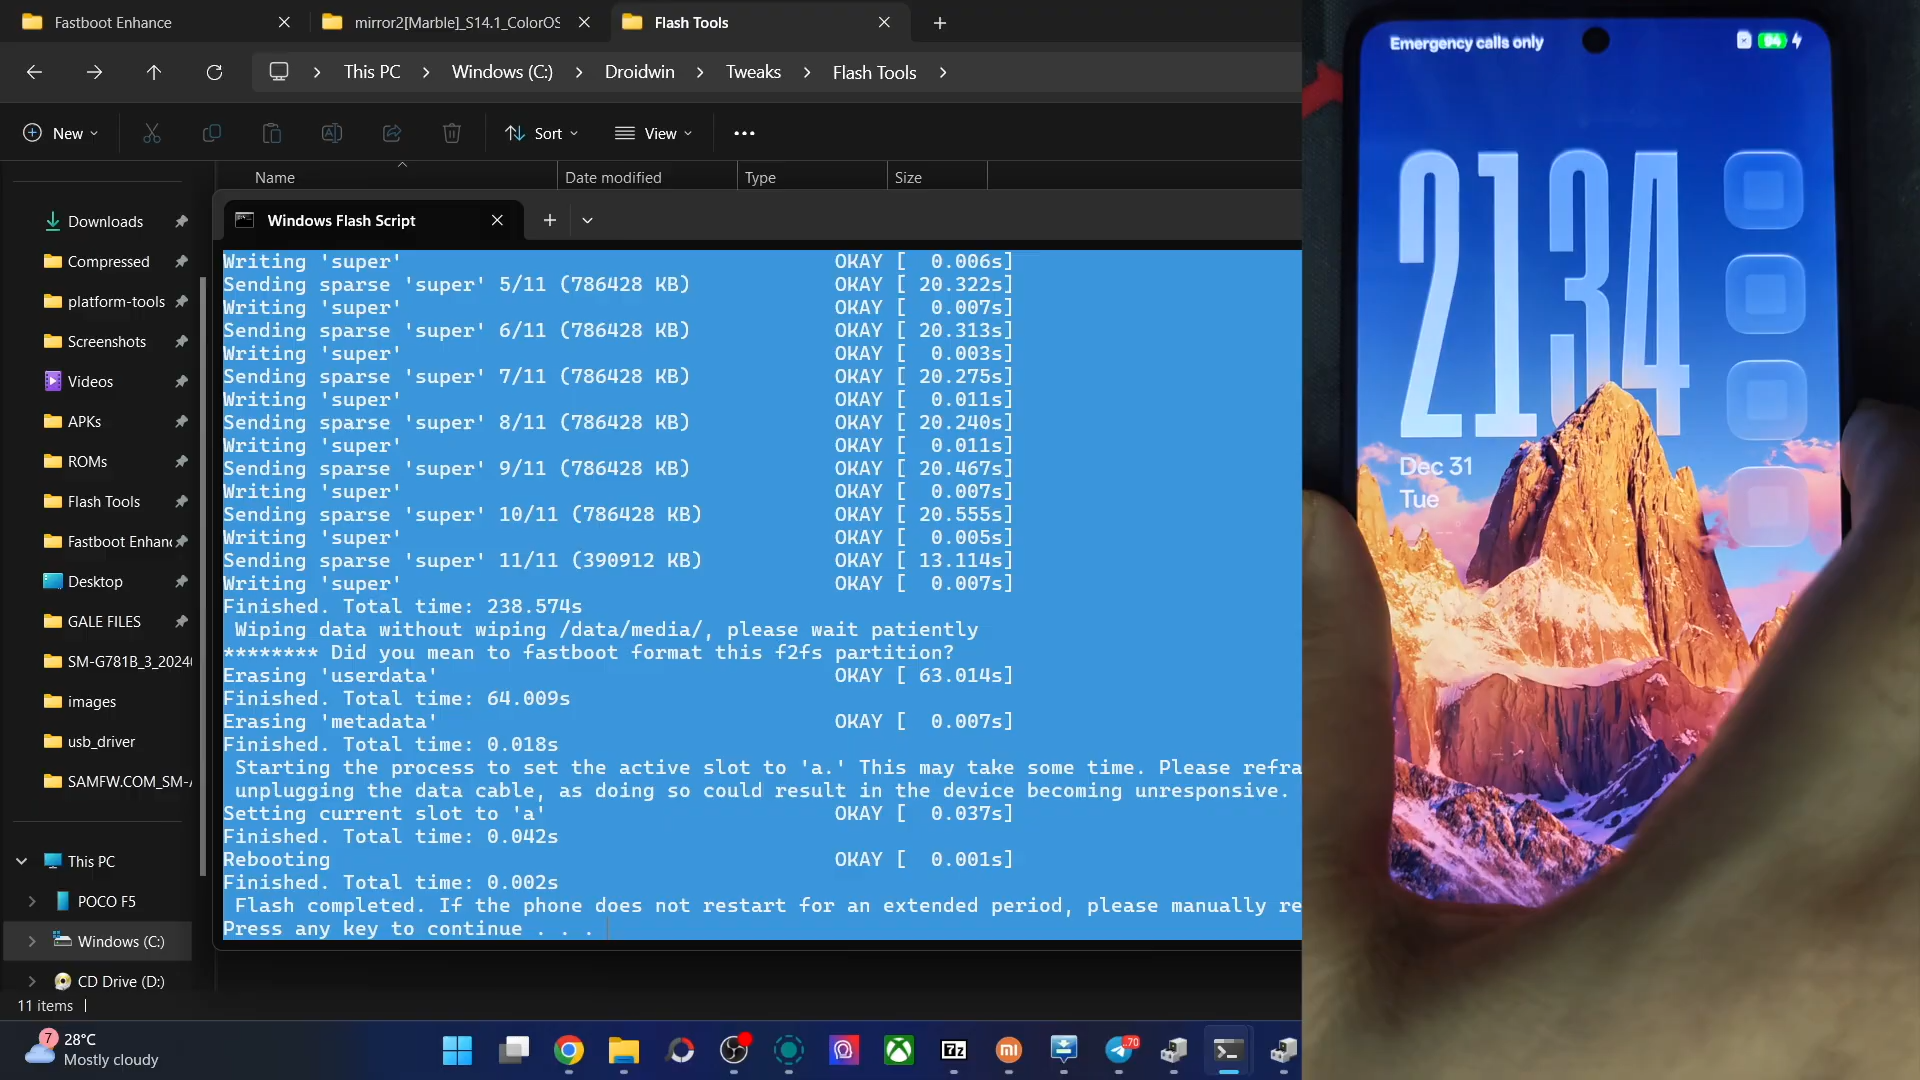 Fastboot Enhance
mirror2[Marble]_S14.1_ColorOS
Flash Tools
This PC
Windows (C:)
Droidwin
Tweaks
Flash Tools
New
Sort
View
Name
Date modified
Type
Size
Downloads
Compressed
platform-tools
Screenshots
Videos
APKs
ROMs
Flash Tools
Fastboot Enhanc
Desktop
GALE FILES
SM-G781B_3_2024
images
usb_driver
SAMFW.COM_SM-A
This PC
POCO F5
Windows (C:)
CD Drive (D:)
11 items
Windows Flash Script
Writing 'super' OKAY [ 0.006s]
Sending sparse 'super' 5/11 (786428 KB) OKAY [ 20.322s]
Writing 'super' OKAY [ 0.007s]
Sending sparse 'super' 6/11 (786428 KB) OKAY [ 20.313s]
Writing 'super' OKAY [ 0.003s]
Sending sparse 'super' 7/11 (786428 KB) OKAY [ 20.275s]
Writing 'super' OKAY [ 0.011s]
Sending sparse 'super' 8/11 (786428 KB) OKAY [ 20.240s]
Writing 'super' OKAY [ 0.011s]
Sending sparse 'super' 9/11 (786428 KB) OKAY [ 20.467s]
Writing 'super' OKAY [ 0.007s]
Sending sparse 'super' 10/11 (786428 KB) OKAY [ 20.555s]
Writing 'super' OKAY [ 0.005s]
Sending sparse 'super' 11/11 (390912 KB) OKAY [ 13.114s]
Writing 'super' OKAY [ 0.007s]
Finished. Total time: 238.574s
Wiping data without wiping /data/media/, please wait patiently
******** Did you mean to fastboot format this f2fs partition?
Erasing 'userdata' OKAY [ 63.014s]
Finished. Total time: 64.009s
Erasing 'metadata' OKAY [ 0.007s]
Finished. Total time: 0.018s
Starting the process to set the active slot to 'a.' This may take some time. Please refra
unplugging the data cable, as doing so could result in the device becoming unresponsive.
Setting current slot to 'a' OKAY [ 0.037s]
Finished. Total time: 0.042s
Rebooting OKAY [ 0.001s]
Finished. Total time: 0.002s
Flash completed. If the phone does not restart for an extended period, please manually re
Press any key to continue . . .
7
28°C
Mostly cloudy
7z
mi
70
Emergency calls only
94
2134
Dec 31
Tue